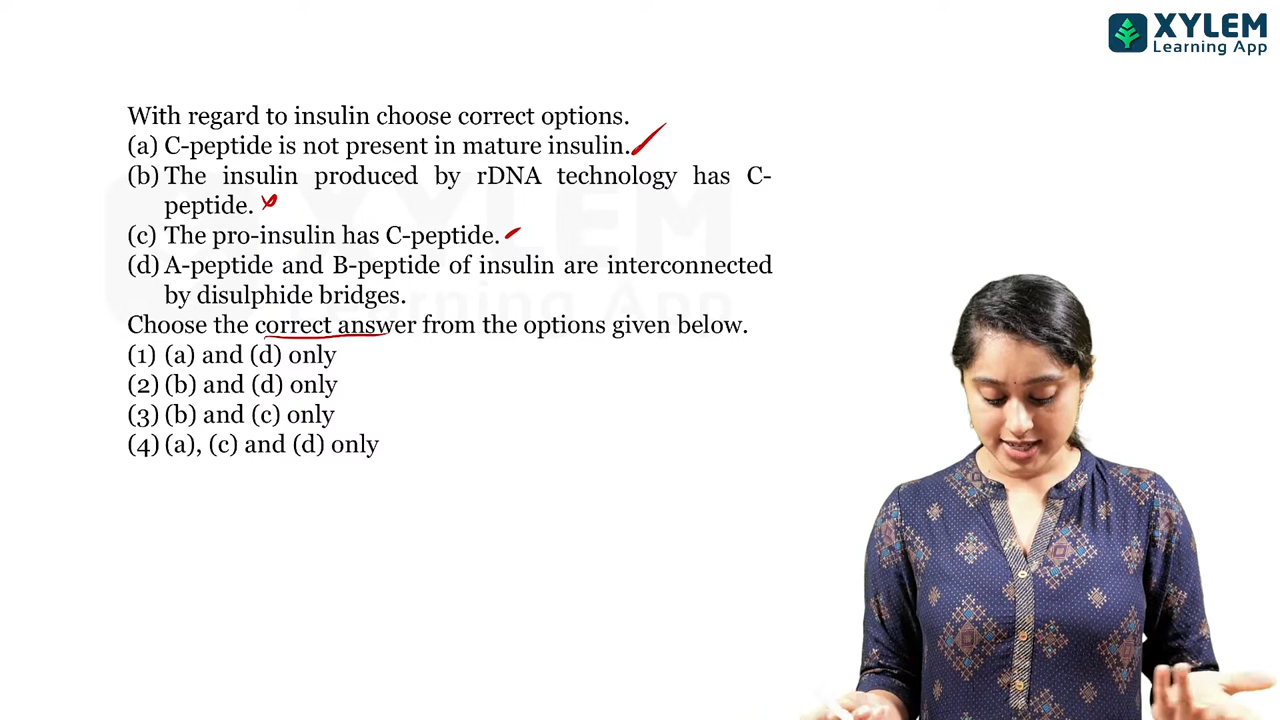 XYLEM
Learning App
With regard to insulin choose correct options.
(a) C-peptide is not present in mature insulin.
(b) The insulin produced by rDNA technology has C-
peptide.
(c) The pro-insulin has C-peptide.
(d) A-peptide and B-peptide of insulin are interconnected
by disulphide bridges.
Choose the correct answer from the options given below.
(1) (a) and (d) only
(2) (b) and (d) only
(3) (b) and (c) only
(4) (a), (c) and (d) only
XYLEM
Learning App